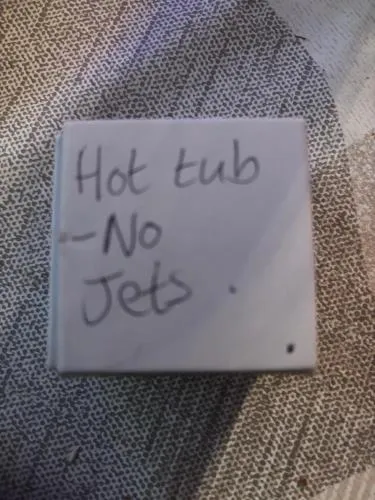 Hot tub
-No
Jets.